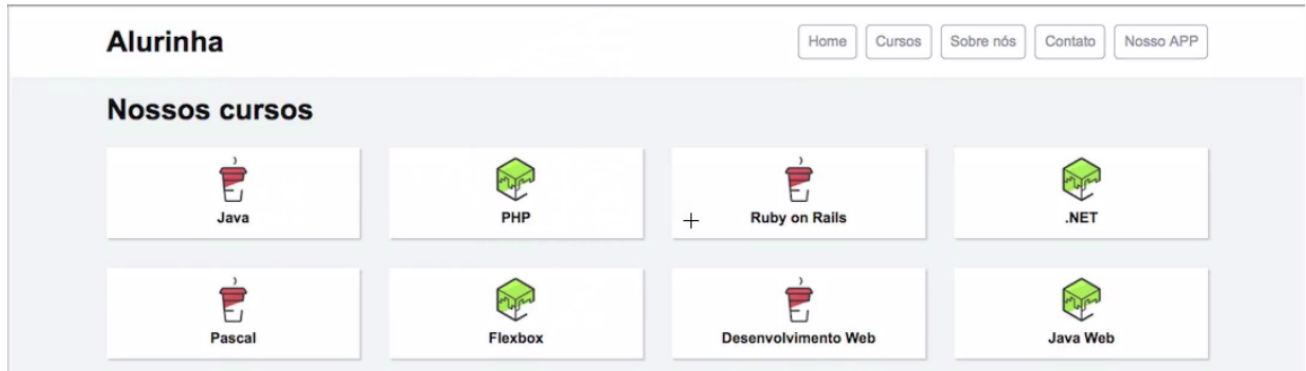 Alurinha
Home Cursos Sobre nós Contato Nosso APP
Nossos cursos
Java PHP Ruby on Rails .NET
Pascal Flexbox Desenvolvimento Web Java Web